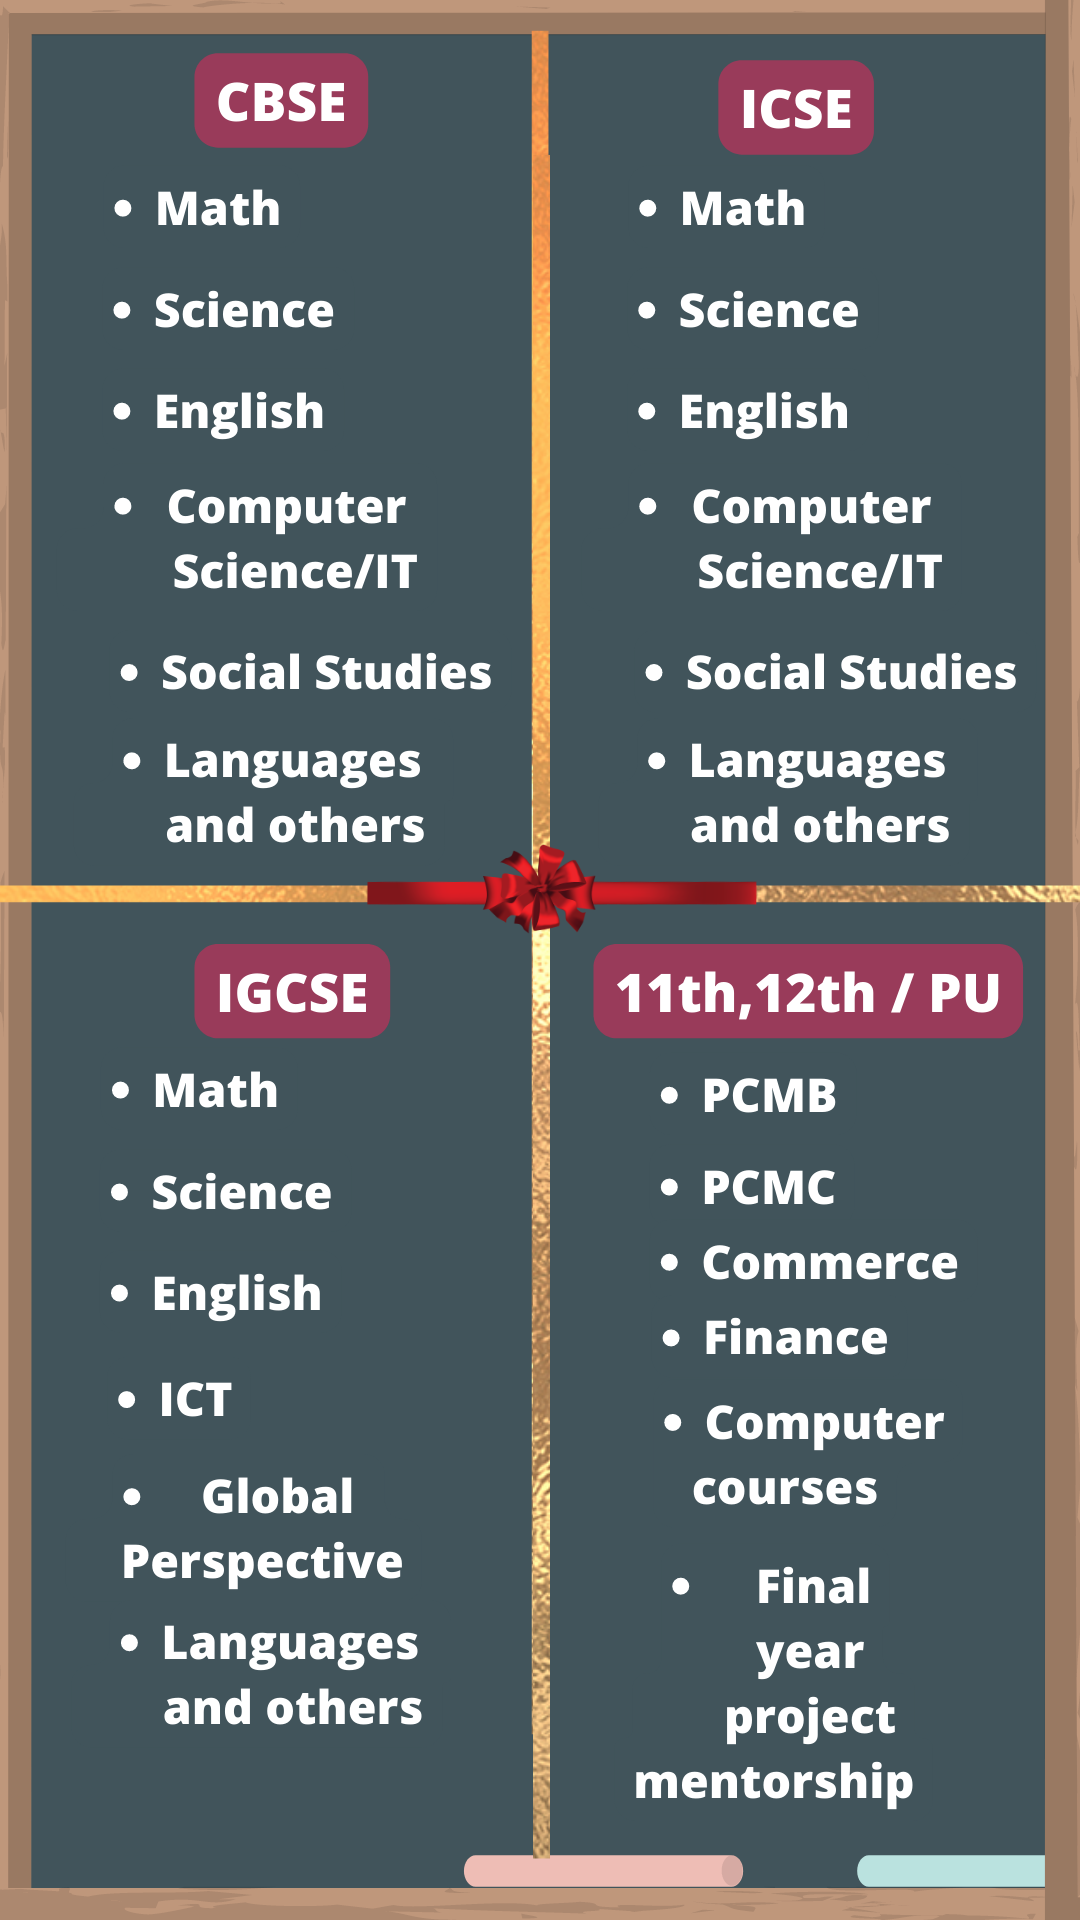 CBSE
• Math
• Science
• English
• Computer
Science/IT
• Social Studies
• Languages
and others
ICSE
• Math
• Science
• English
• Computer
Science/IT
• Social Studies
• Languages
and others
IGCSE
• Math
• Science
• English
• ICT
• Global
Perspective
• Languages
and others
11th,12th / PU
• PCMB
• PCMC
• Commerce
• Finance
• Computer
courses
• Final
year
project
mentorship